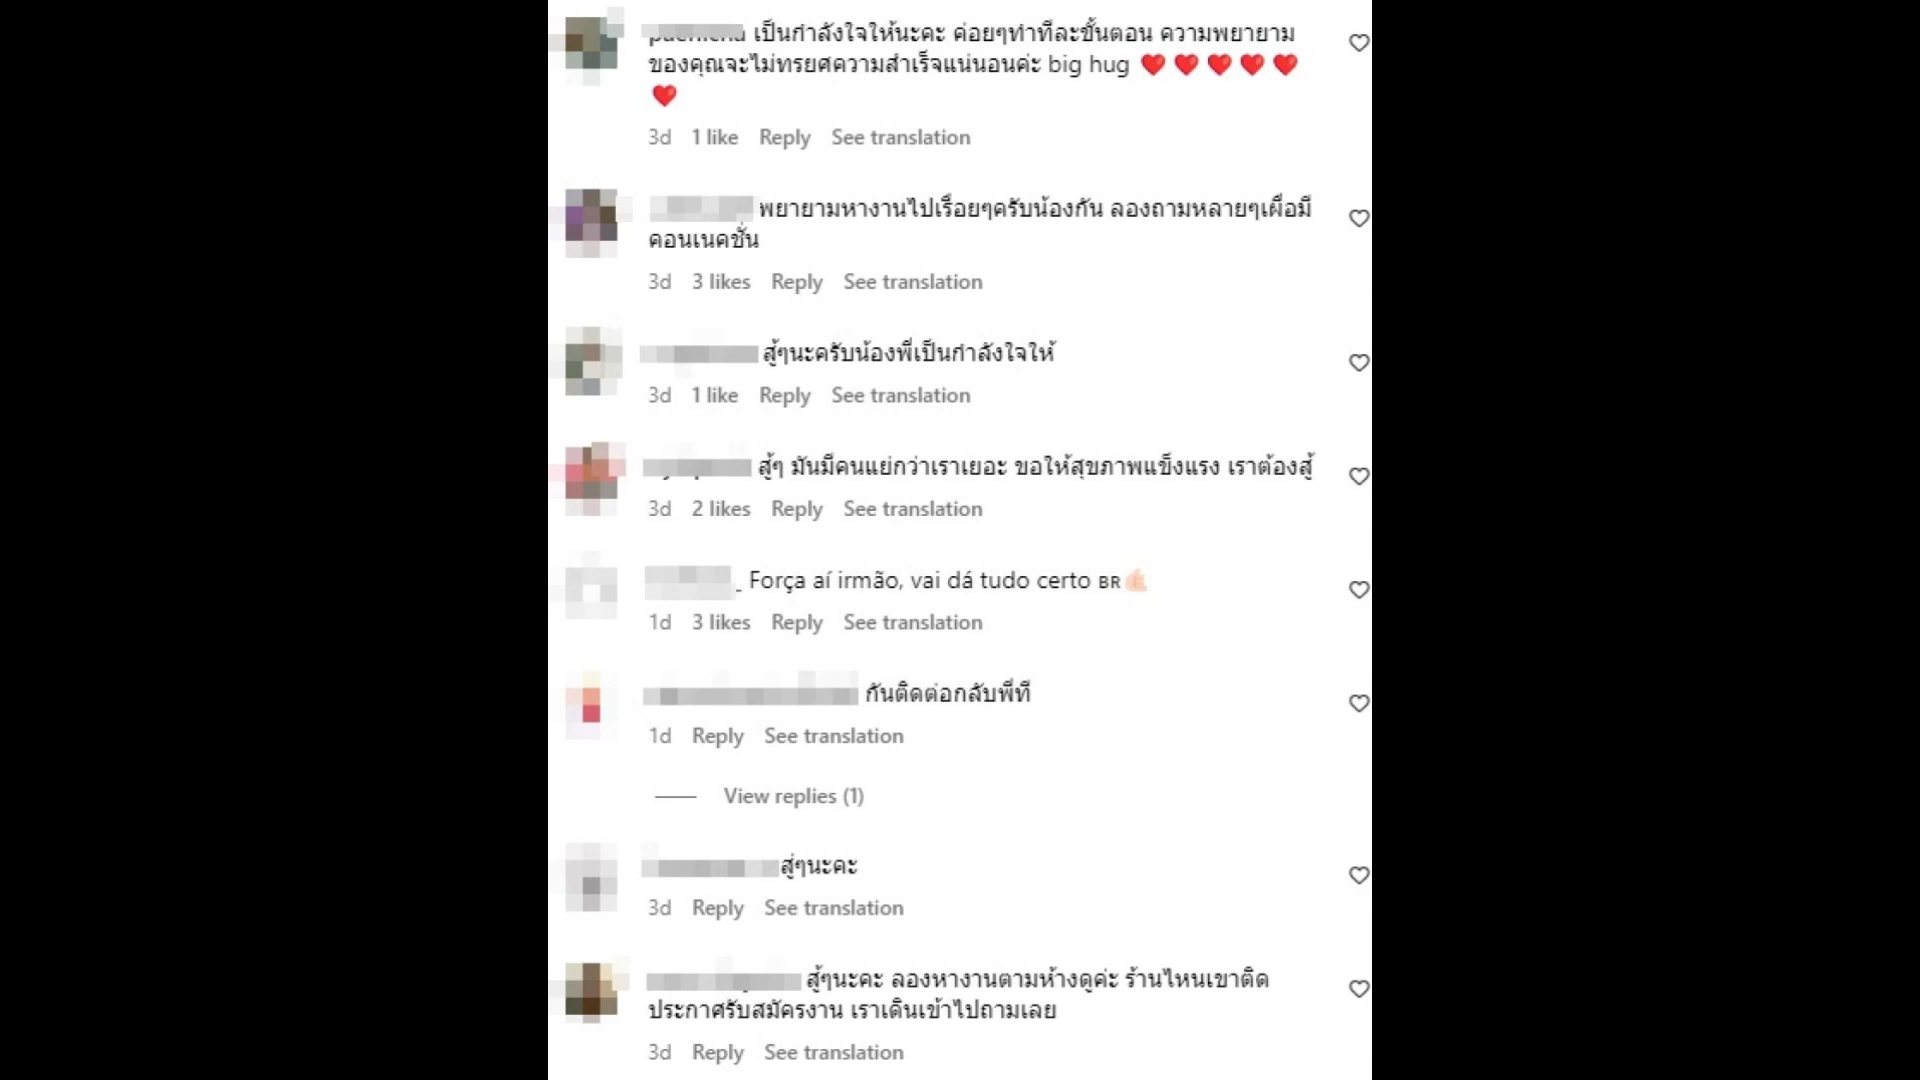 เป็นกำลังใจให้นะคะ ค่อยๆทำทีละขั้นตอน ความพยายาม
ของคุณจะไม่ทรยศความสำเร็จแน่นอนค่ะ big hug ❤️❤️❤️❤️❤️
❤️
3d 1 like Reply See translation
พยายามหางานไปเรื่อยๆครับน้องกัน ลองถามหลายๆเผื่อมี
คอนเนคชั่น
3d 3 likes Reply See translation
สู้ๆนะครับน้องพี่เป็นกำลังใจให้
3d 1 like Reply See translation
สู้ๆ มันมีคนแย่กว่าเราเยอะ ขอให้สุขภาพแข็งแรง เราต้องสู้
3d 2 likes Reply See translation
_ Força aí irmão, vai dá tudo certo BR🤙🏻
1d 3 likes Reply See translation
กันติดต่อกลับพี่ที
1d Reply See translation
View replies (1)
สู่ๆนะคะ
3d Reply See translation
สู้ๆนะคะ ลองหางานตามห้างดูค่ะ ร้านไหนเขาติด
ประกาศรับสมัครงาน เราเดินเข้าไปถามเลย
3d Reply See translation